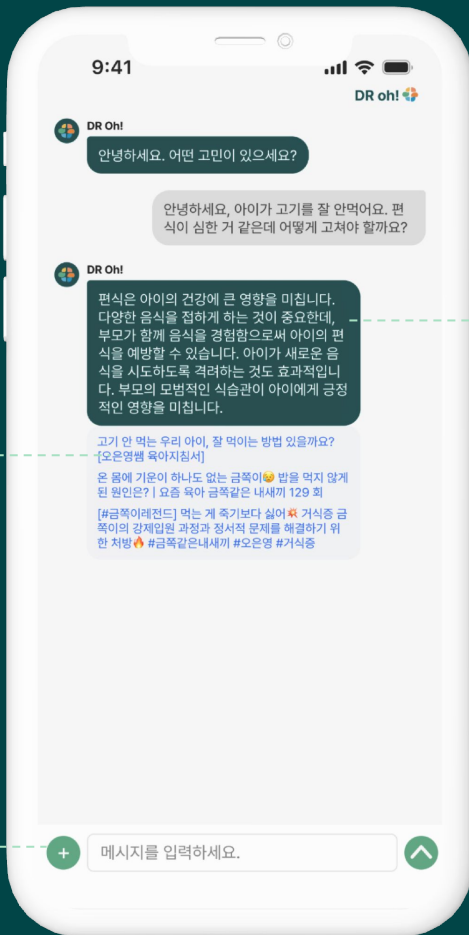 9:41
DR oh!
DR Oh!
안녕하세요. 어떤 고민이 있으세요?
안녕하세요, 아이가 고기를 잘 안먹어요. 편
식이 심한 거 같은데 어떻게 고쳐야 할까요?
DR Oh!
편식은 아이의 건강에 큰 영향을 미칩니다.
다양한 음식을 접하게 하는 것이 중요한데,
부모가 함께 음식을 경험함으로써 아이의 편
식을 예방할 수 있습니다. 아이가 새로운 음
식을 시도하도록 격려하는 것도 효과적입니
다. 부모의 모범적인 식습관이 아이에게 긍정
적인 영향을 미칩니다.
고기 안 먹는 우리 아이, 잘 먹이는 방법 있을까요?
[오은영쌤 육아지침서]
온 몸에 기운이 하나도 없는 금쪽이😥 밥을 먹지 않게
된 원인은? | 요즘 육아 금쪽같은 내새끼 129 회
[#금쪽이레전드] 먹는 게 죽기보다 싫어💥 거식증 금
쪽이의 강제입원 과정과 정서적 문제를 해결하기 위
한 처방🔥 #금쪽같은내새끼 #오은영 #거식증
+
메시지를 입력하세요.